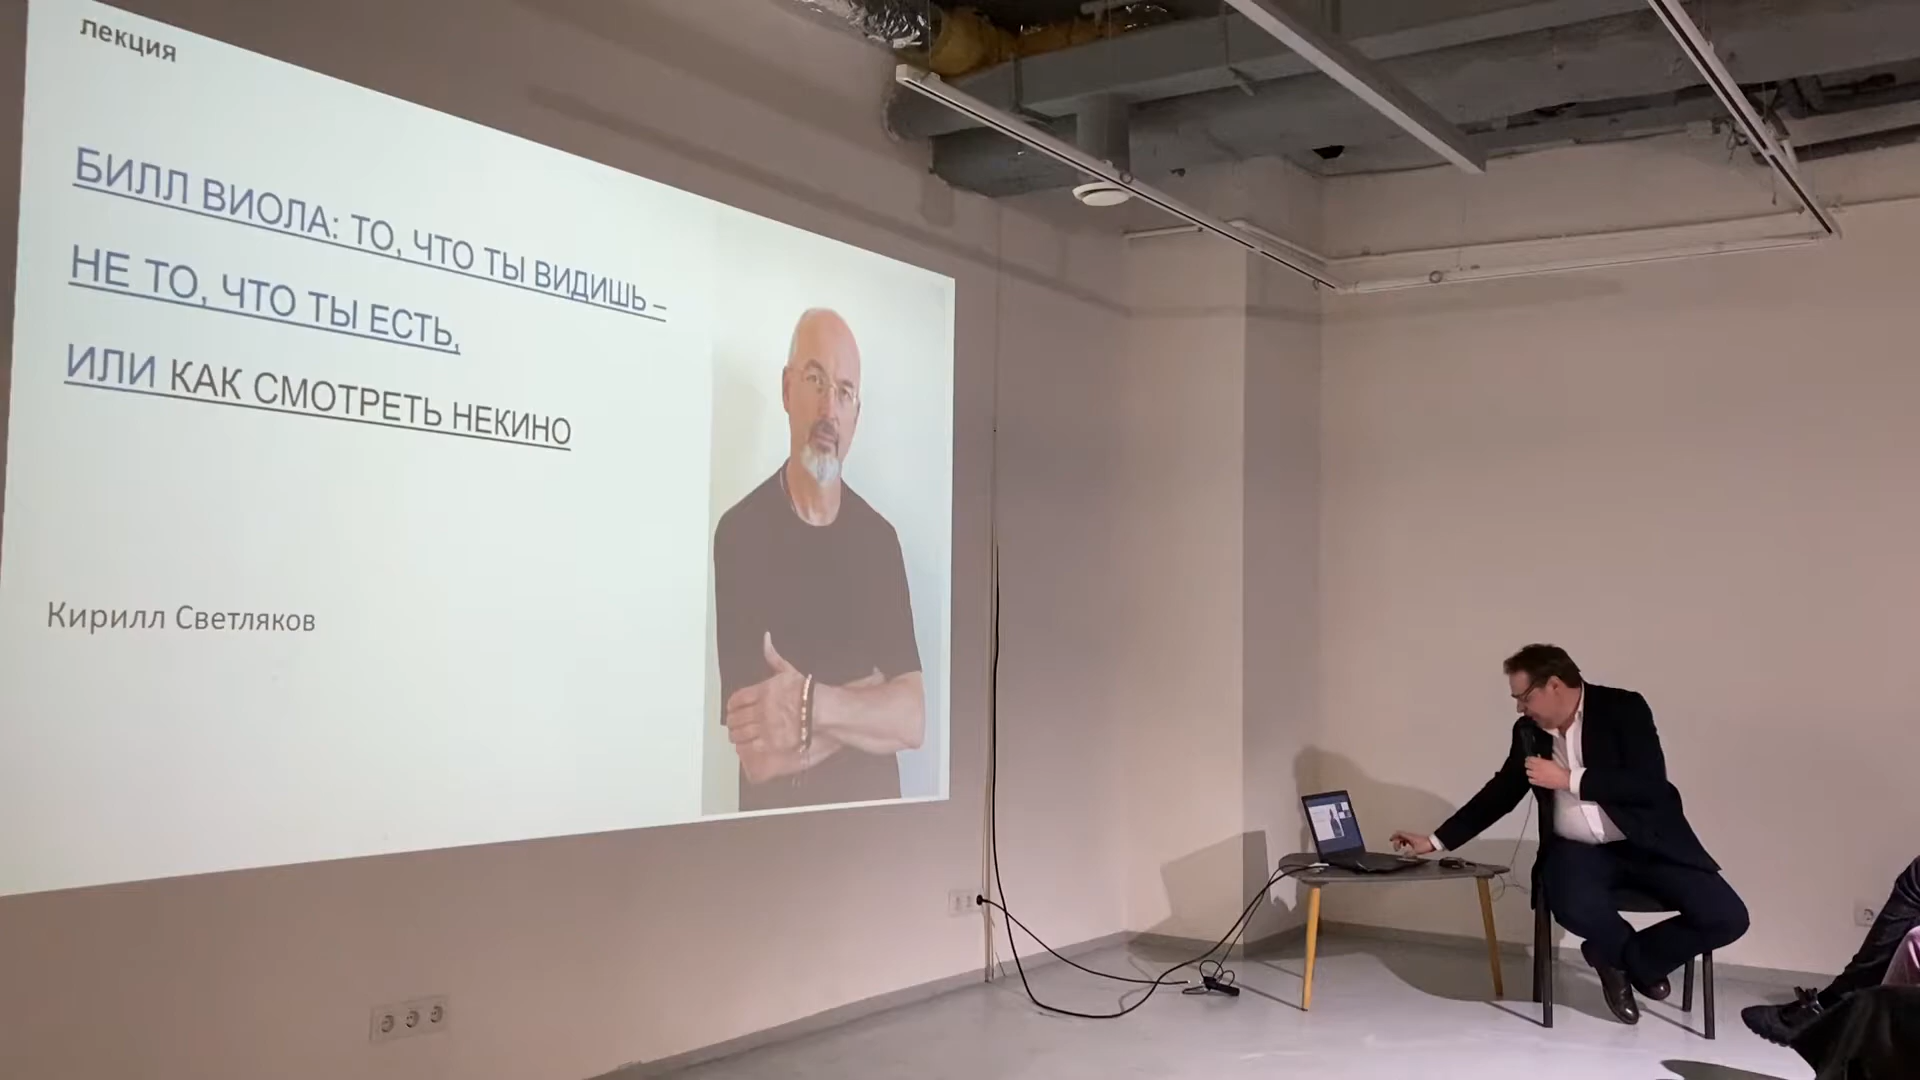 лекция
БИЛЛ ВИОЛА: ТО, ЧТО ТЫ ВИДИШЬ –
НЕ ТО, ЧТО ТЫ ЕСТЬ,
ИЛИ КАК СМОТРЕТЬ НЕКИНО
Кирилл Светляков